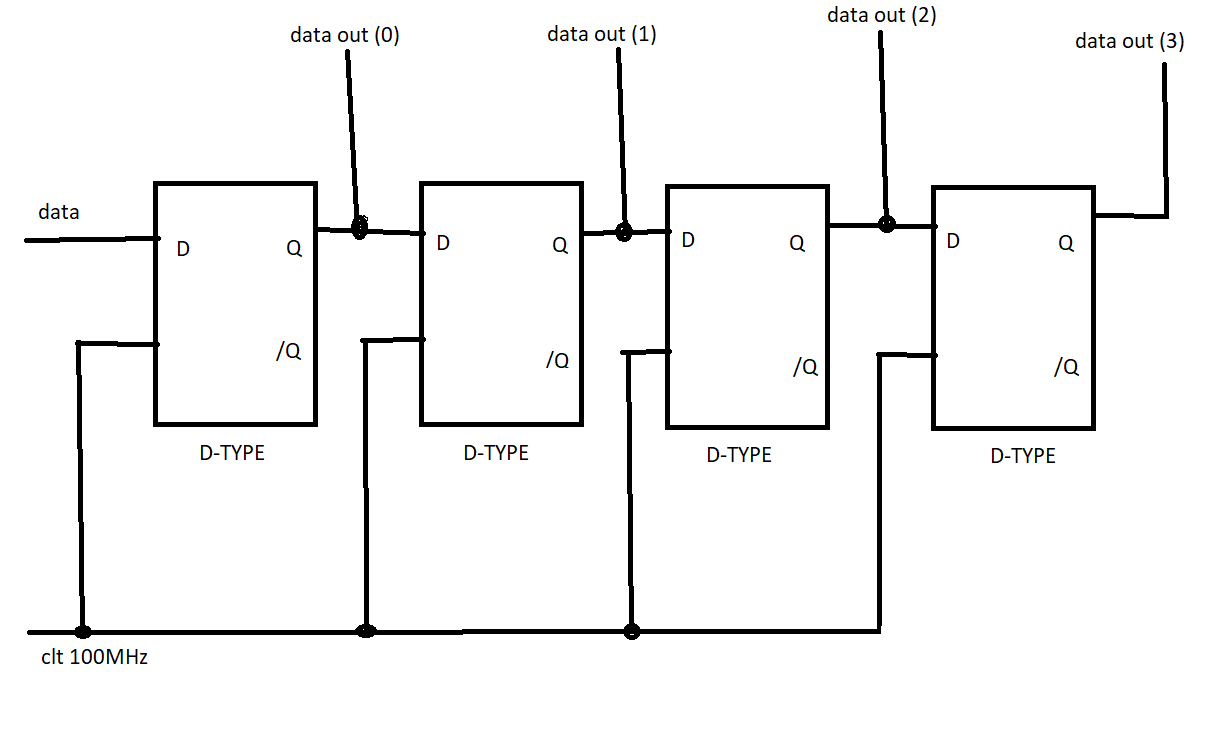 data out (0)
data out (1)
data out (2)
data out (3)
data
D
Q
/Q
D-TYPE
D
Q
/Q
D-TYPE
D
Q
/Q
D-TYPE
D
Q
/Q
D-TYPE
clt 100MHz